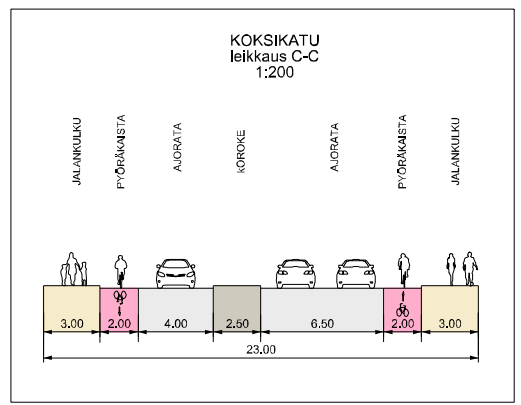 KOKSIKATU
leikkaus C-C
1:200
JALANKULKU
PYÖRÄKAISTA
AJORATA
KOROKE
AJORATA
PYÖRÄKAISTA
JALANKULKU
3.00 2.00 4.00 2.50 6.50 2.00 3.00
23.00